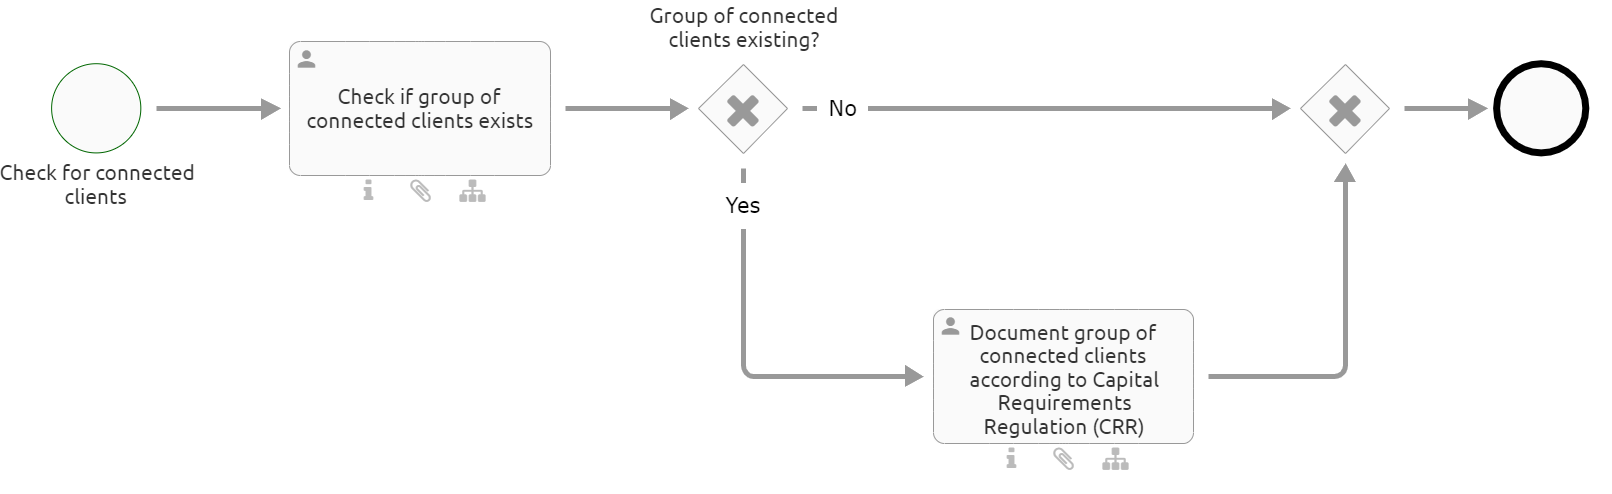 Check for connected
clients
Check if group of
connected clients exists
Group of connected
clients existing?
No
Yes
Document group of
connected clients
according to Capital
Requirements
Regulation (CRR)